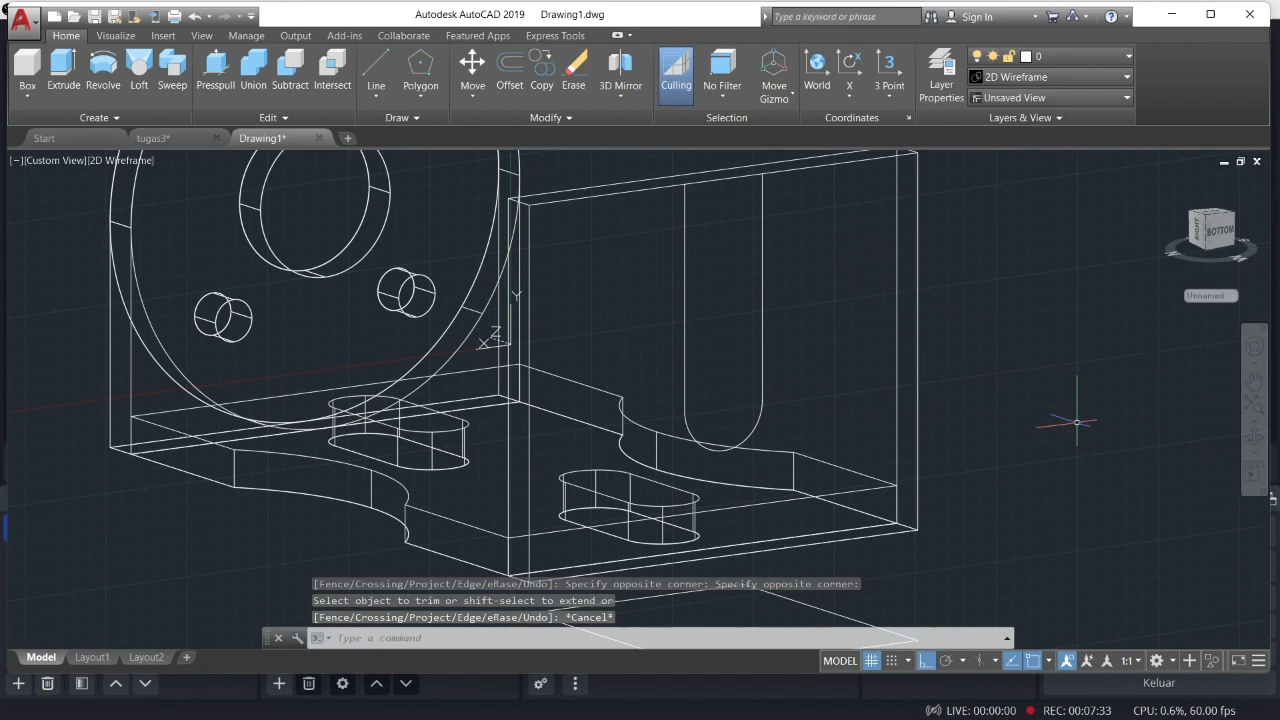 Autodesk AutoCAD 2019 Drawing1.dwg
Type a keyword or phrase
Sign In
Home Visualize Insert View Manage Output Add-ins Collaborate Featured Apps Express Tools
Box Extrude Revolve Loft Sweep Presspull Union Subtract Intersect Line Polygon Move Offset Copy Erase 3D Mirror Culling No Filter Move Gizmo World X 3 Point Layer Properties
0
2D Wireframe
Unsaved View
Create Edit Draw Modify Selection Coordinates Layers & View
Start tugas3* Drawing1*
[−][Custom View][2D Wireframe]
RIGHT
BOTTOM
Unnamed
Y
Z
X
[Fence/Crossing/Project/Edge/eRase/Undo]: Specify opposite corner: Specify opposite corner:
Select object to trim or shift-select to extend or
[Fence/Crossing/Project/Edge/eRase/Undo]: *Cancel*
Type a command
Model Layout1 Layout2
MODEL
1:1
Keluar
LIVE: 00:00:00 REC: 00:07:33 CPU: 0.6%, 60.00 fps